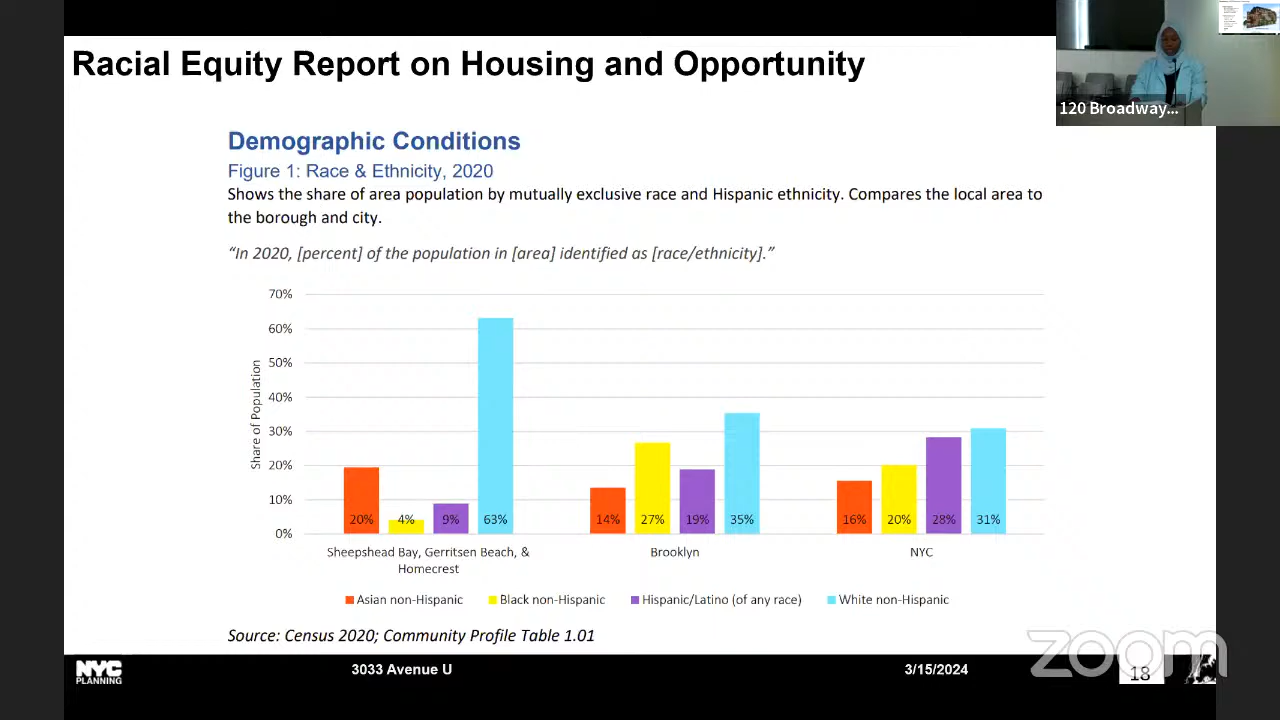 Racial Equity Report on Housing and Opportunity
120 Broadway...
Demographic Conditions
Figure 1: Race & Ethnicity, 2020
Shows the share of area population by mutually exclusive race and Hispanic ethnicity. Compares the local area to
the borough and city.
“In 2020, [percent] of the population in [area] identified as [race/ethnicity].”
Share of Population
70%
60%
50%
40%
30%
20%
10%
0%
20% 4% 9% 63%
14% 27% 19% 35%
16% 20% 28% 31%
Sheepshead Bay, Gerritsen Beach, &
Homecrest
Brooklyn
NYC
Asian non-Hispanic Black non-Hispanic Hispanic/Latino (of any race) White non-Hispanic
Source: Census 2020; Community Profile Table 1.01
zoom
NYC
PLANNING
3033 Avenue U
3/15/2024
18